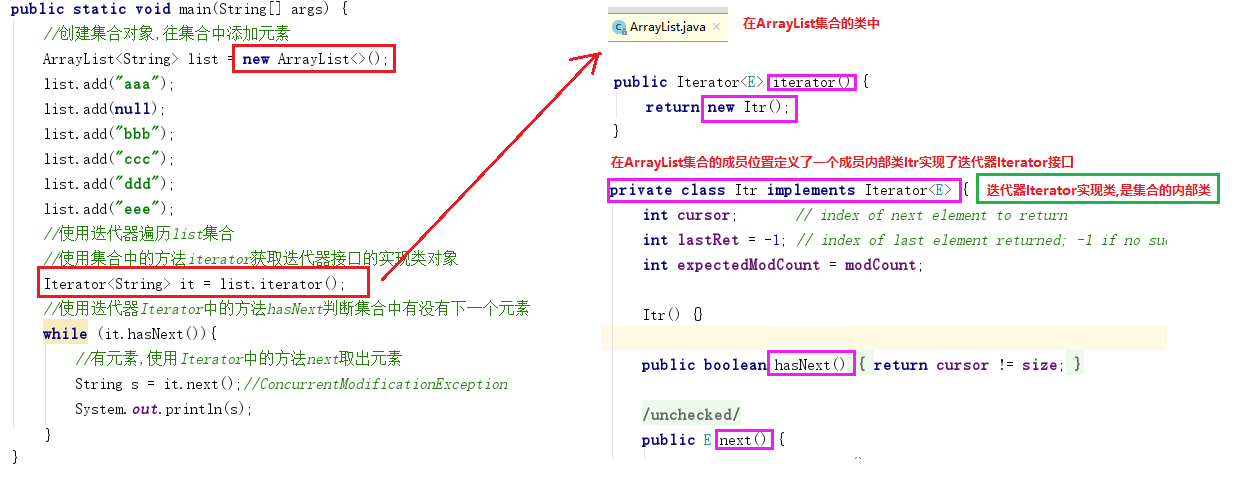 public static void main(String[] args) {
//创建集合对象,往集合中添加元素
ArrayList<String> list = new ArrayList<>();
list.add("aaa");
list.add(null);
list.add("bbb");
list.add("ccc");
list.add("ddd");
list.add("eee");
//使用迭代器遍历list集合
//使用集合中的方法iterator获取迭代器接口的实现类对象
Iterator<String> it = list.iterator();
//使用迭代器Iterator中的方法hasNext判断集合中有没有下一个元素
while (it.hasNext()){
//有元素,使用Iterator中的方法next取出元素
String s = it.next();//ConcurrentModificationException
System.out.println(s);
}
}
ArrayList.java ×
在ArrayList集合的类中
public Iterator<E> iterator() {
return new Itr();
}
在ArrayList集合的成员位置定义了一个成员内部类Itr实现了迭代器Iterator接口
private class Itr implements Iterator<E> {
迭代器Iterator实现类,是集合的内部类
int cursor; // index of next element to return
int lastRet = -1; // index of last element returned; -1 if no suc
int expectedModCount = modCount;
Itr() {}
public boolean hasNext() { return cursor != size; }
/unchecked/
public E next() {